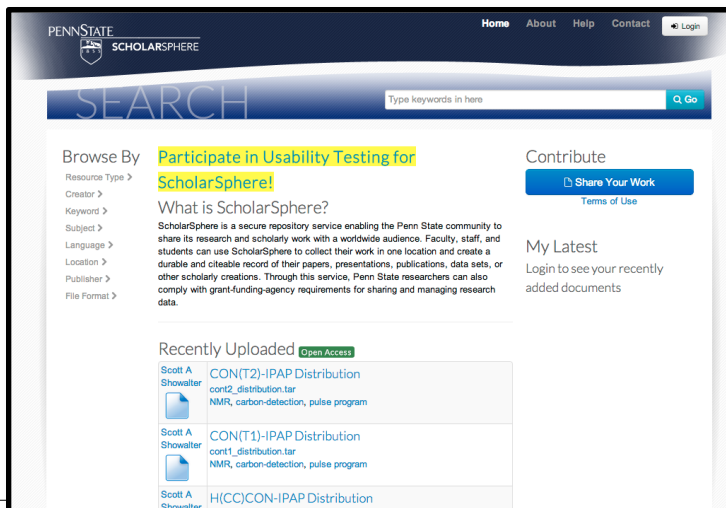 PENNSTATE
1855
SCHOLARSPHERE
Home About Help Contact Login
SEARCH
Type keywords in here
Go
Browse By
Resource Type
Creator
Keyword
Subject
Language
Location
Publisher
File Format
Participate in Usability Testing for
ScholarSphere!
What is ScholarSphere?
ScholarSphere is a secure repository service enabling the Penn State community to
share its research and scholarly work with a worldwide audience. Faculty, staff, and
students can use ScholarSphere to collect their work in one location and create a
durable and citeable record of their papers, presentations, publications, data sets, or
other scholarly creations. Through this service, Penn State researchers can also
comply with grant-funding-agency requirements for sharing and managing research
data.
Recently Uploaded Open Access
Scott A
Showalter
CON(T2)-IPAP Distribution
cont2_distribution.tar
NMR, carbon-detection, pulse program
Scott A
Showalter
CON(T1)-IPAP Distribution
cont1_distribution.tar
NMR, carbon-detection, pulse program
Scott A
Showalter
H(CC)CON-IPAP Distribution
Contribute
Share Your Work
Terms of Use
My Latest
Login to see your recently
added documents